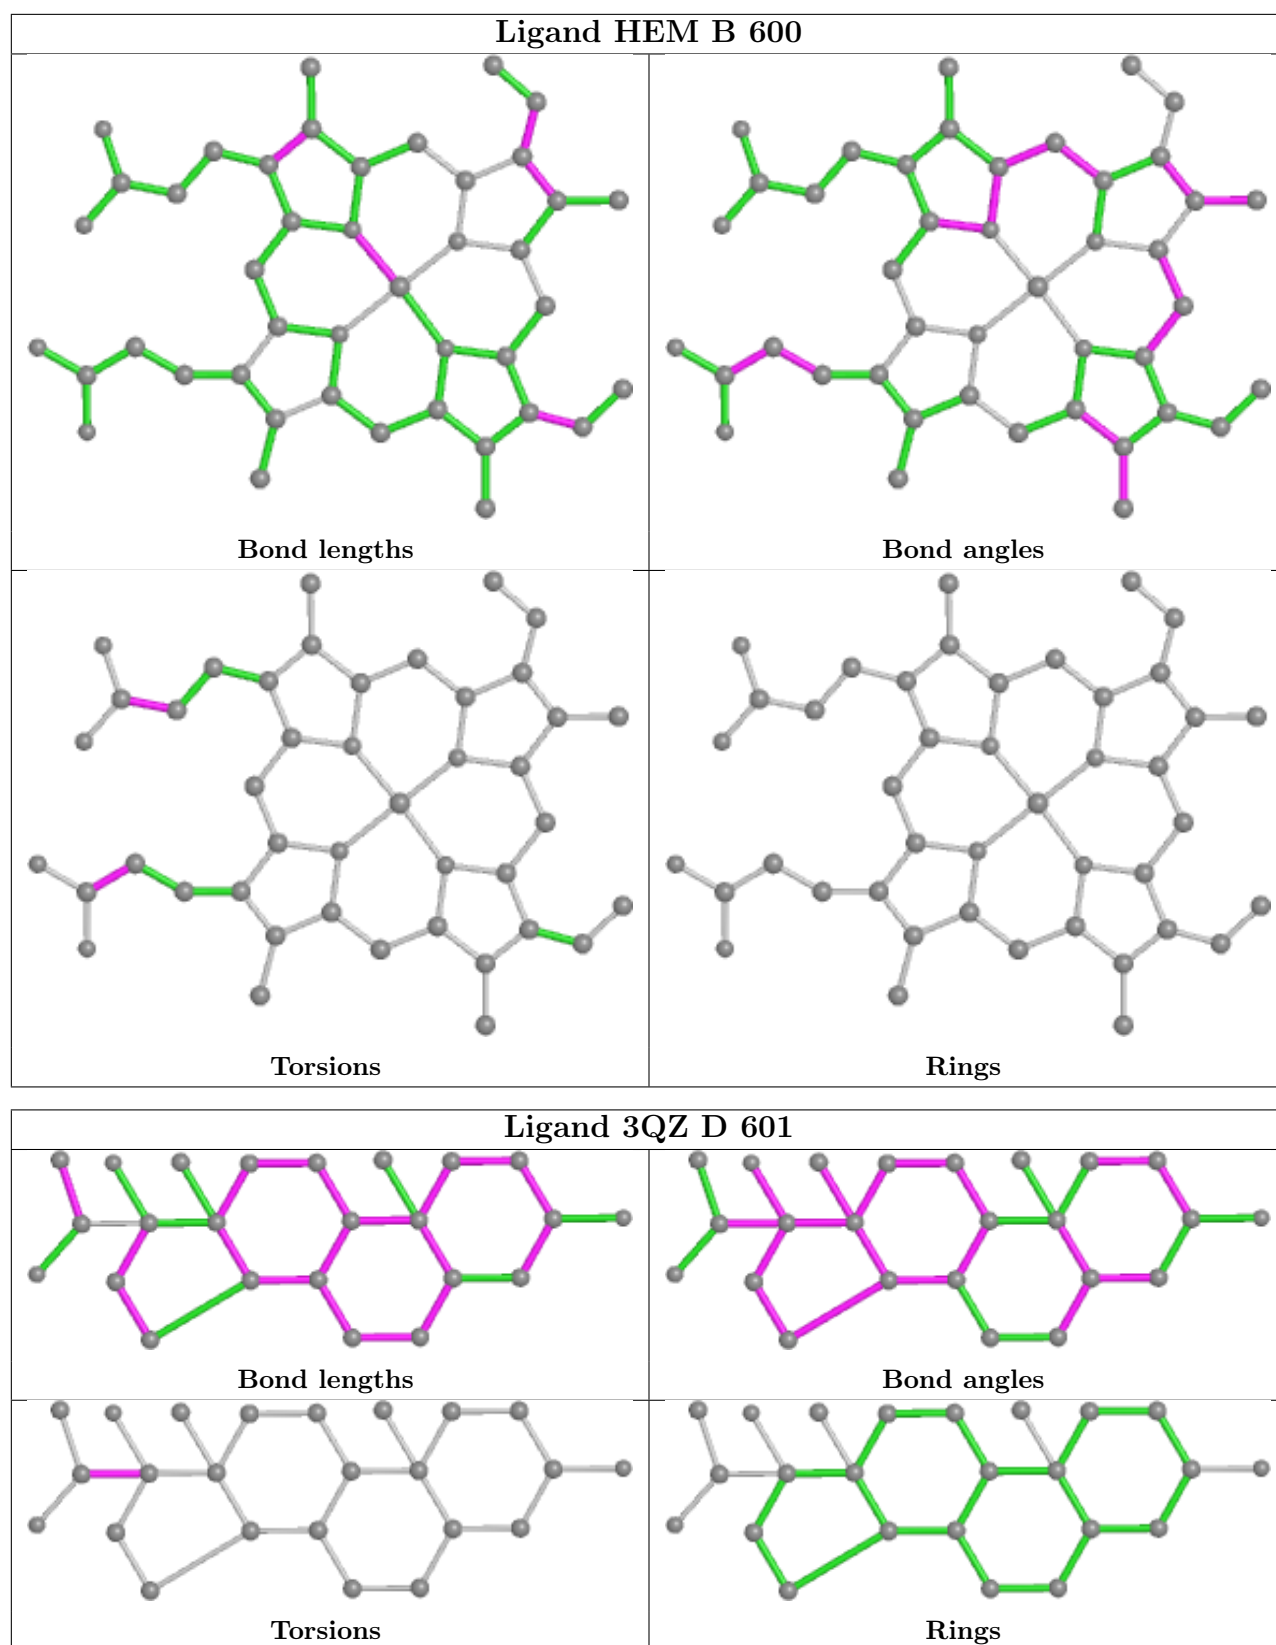 Ligand HEM B 600
Bond lengths
Bond angles
Torsions
Rings
Ligand 3QZ D 601
Bond lengths
Bond angles
Torsions
Rings